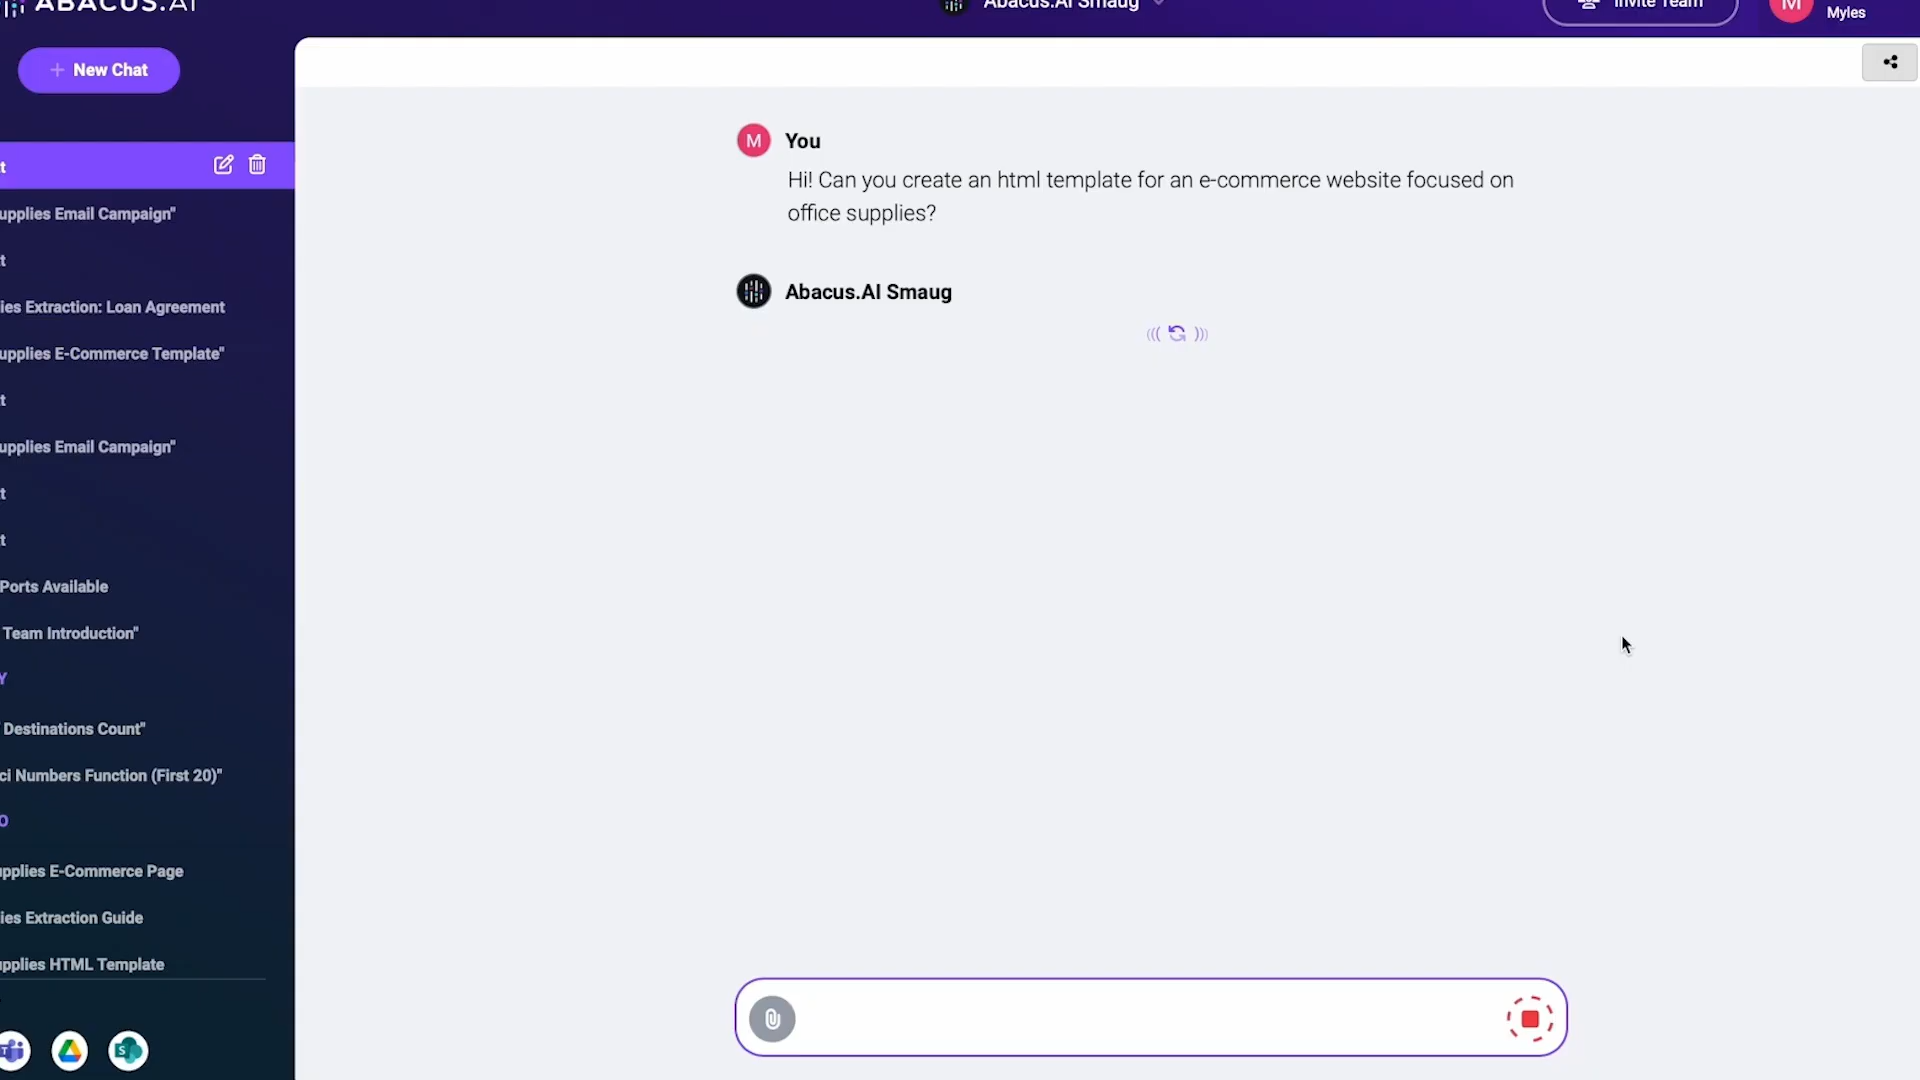 ABACUS.AI
Abacus.AI Smaug
Invite Team
M
Myles
+ New Chat
t
upplies Email Campaign"
t
ies Extraction: Loan Agreement
upplies E-Commerce Template"
t
upplies Email Campaign"
t
t
Ports Available
Team Introduction"
Y
Destinations Count"
ci Numbers Function (First 20)"
O
upplies E-Commerce Page
ies Extraction Guide
upplies HTML Template
M
You
Hi! Can you create an html template for an e-commerce website focused on
office supplies?
Abacus.AI Smaug